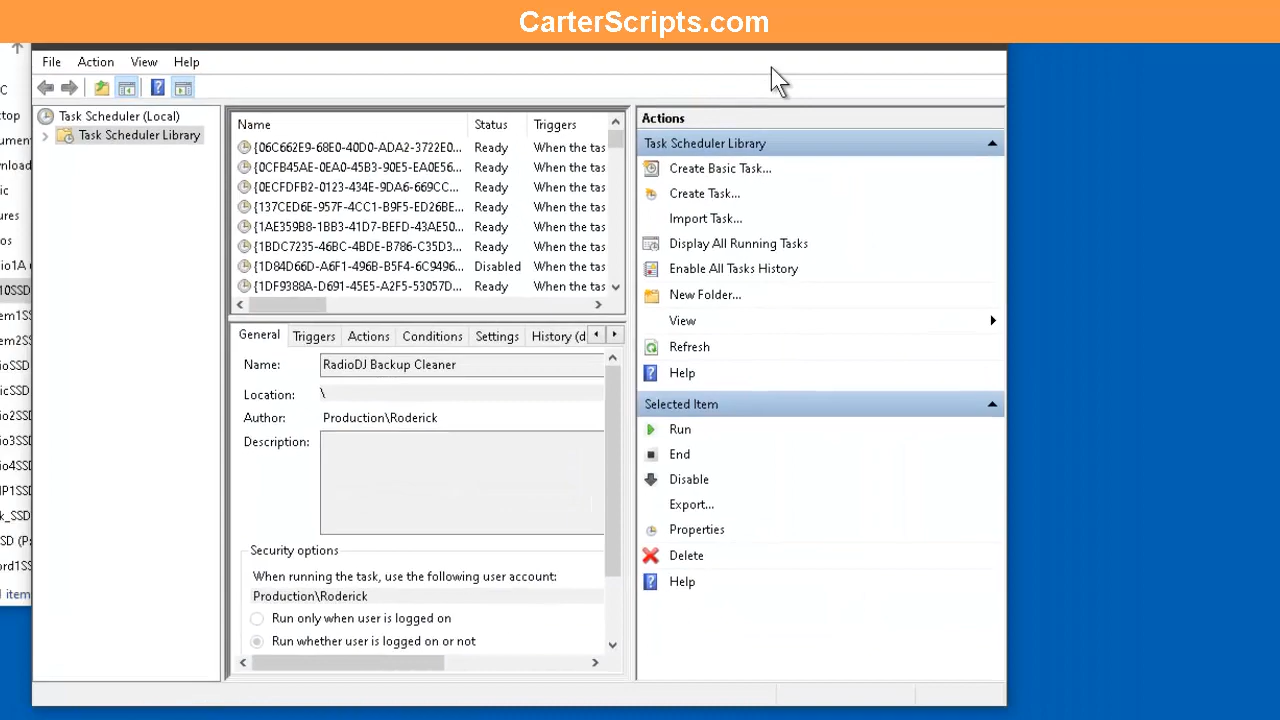 CarterScripts.com
File Action View Help
Task Scheduler (Local)
Task Scheduler Library
Name Status Triggers
{06C662E9-68E0-40D0-ADA2-3722E0... Ready When the tas
{0CFB45AE-0EA0-45B3-90E5-EA0E56... Ready When the tas
{0ECFDFB2-0123-434E-9DA6-669CC... Ready When the tas
{137CED6E-957F-4CC1-B9F5-ED26BE... Ready When the tas
{1AE359B8-1BB3-41D7-BEFD-43AE50... Ready When the tas
{1BDC7235-46BC-4BDE-B786-C35D3... Ready When the tas
{1D84D66D-A6F1-496B-B5F4-6C9496... Disabled When the tas
{1DF9388A-D691-45E5-A2F5-53057D... Ready When the tas
General Triggers Actions Conditions Settings History (d
Name: RadioDJ Backup Cleaner
Location: \
Author: Production\Roderick
Description:
Security options
When running the task, use the following user account:
Production\Roderick
Run only when user is logged on
Run whether user is logged on or not
Actions
Task Scheduler Library
Create Basic Task...
Create Task...
Import Task...
Display All Running Tasks
Enable All Tasks History
New Folder...
View
Refresh
Help
Selected Item
Run
End
Disable
Export...
Properties
Delete
Help